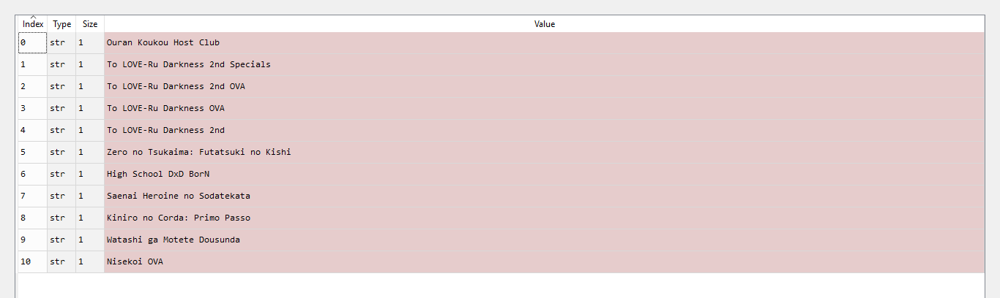 Index Type Size Value
0 str 1 Ouran Koukou Host Club
1 str 1 To LOVE-Ru Darkness 2nd Specials
2 str 1 To LOVE-Ru Darkness 2nd OVA
3 str 1 To LOVE-Ru Darkness OVA
4 str 1 To LOVE-Ru Darkness 2nd
5 str 1 Zero no Tsukaima: Futatsuki no Kishi
6 str 1 High School DxD BorN
7 str 1 Saenai Heroine no Sodatekata
8 str 1 Kiniro no Corda: Primo Passo
9 str 1 Watashi ga Motete Dousunda
10 str 1 Nisekoi OVA